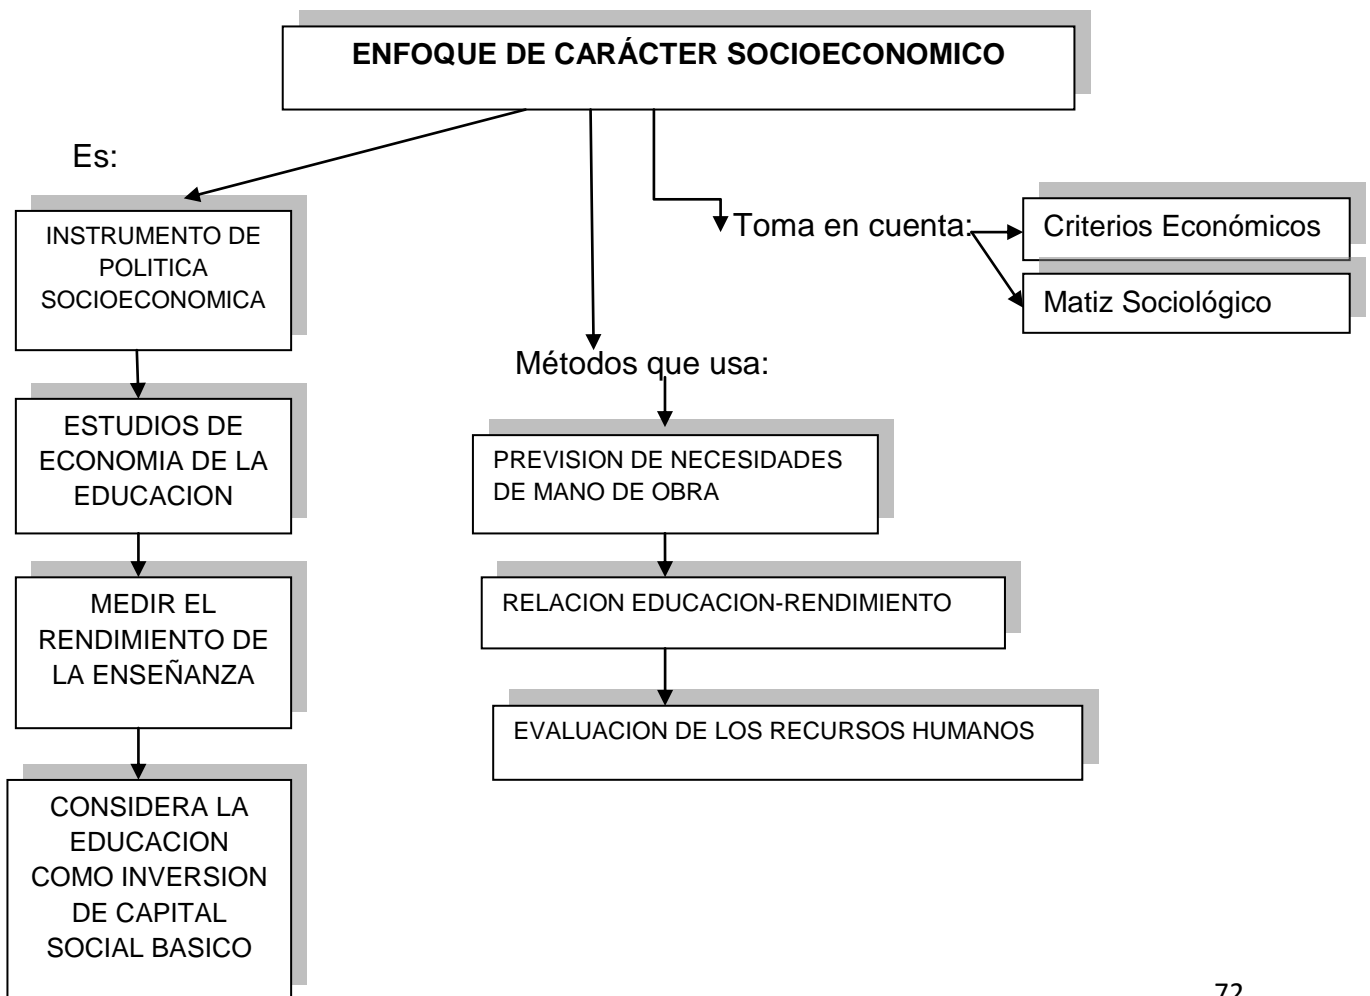 ENFOQUE DE CARÁCTER SOCIOECONOMICO
Es:
INSTRUMENTO DE
POLITICA
SOCIOECONOMICA
ESTUDIOS DE
ECONOMIA DE LA
EDUCACION
MEDIR EL
RENDIMIENTO DE
LA ENSEÑANZA
CONSIDERA LA
EDUCACION
COMO INVERSION
DE CAPITAL
SOCIAL BASICO
Métodos que usa:
PREVISION DE NECESIDADES
DE MANO DE OBRA
RELACION EDUCACION-RENDIMIENTO
EVALUACION DE LOS RECURSOS HUMANOS
Toma en cuenta:
Criterios Económicos
Matiz Sociológico
72